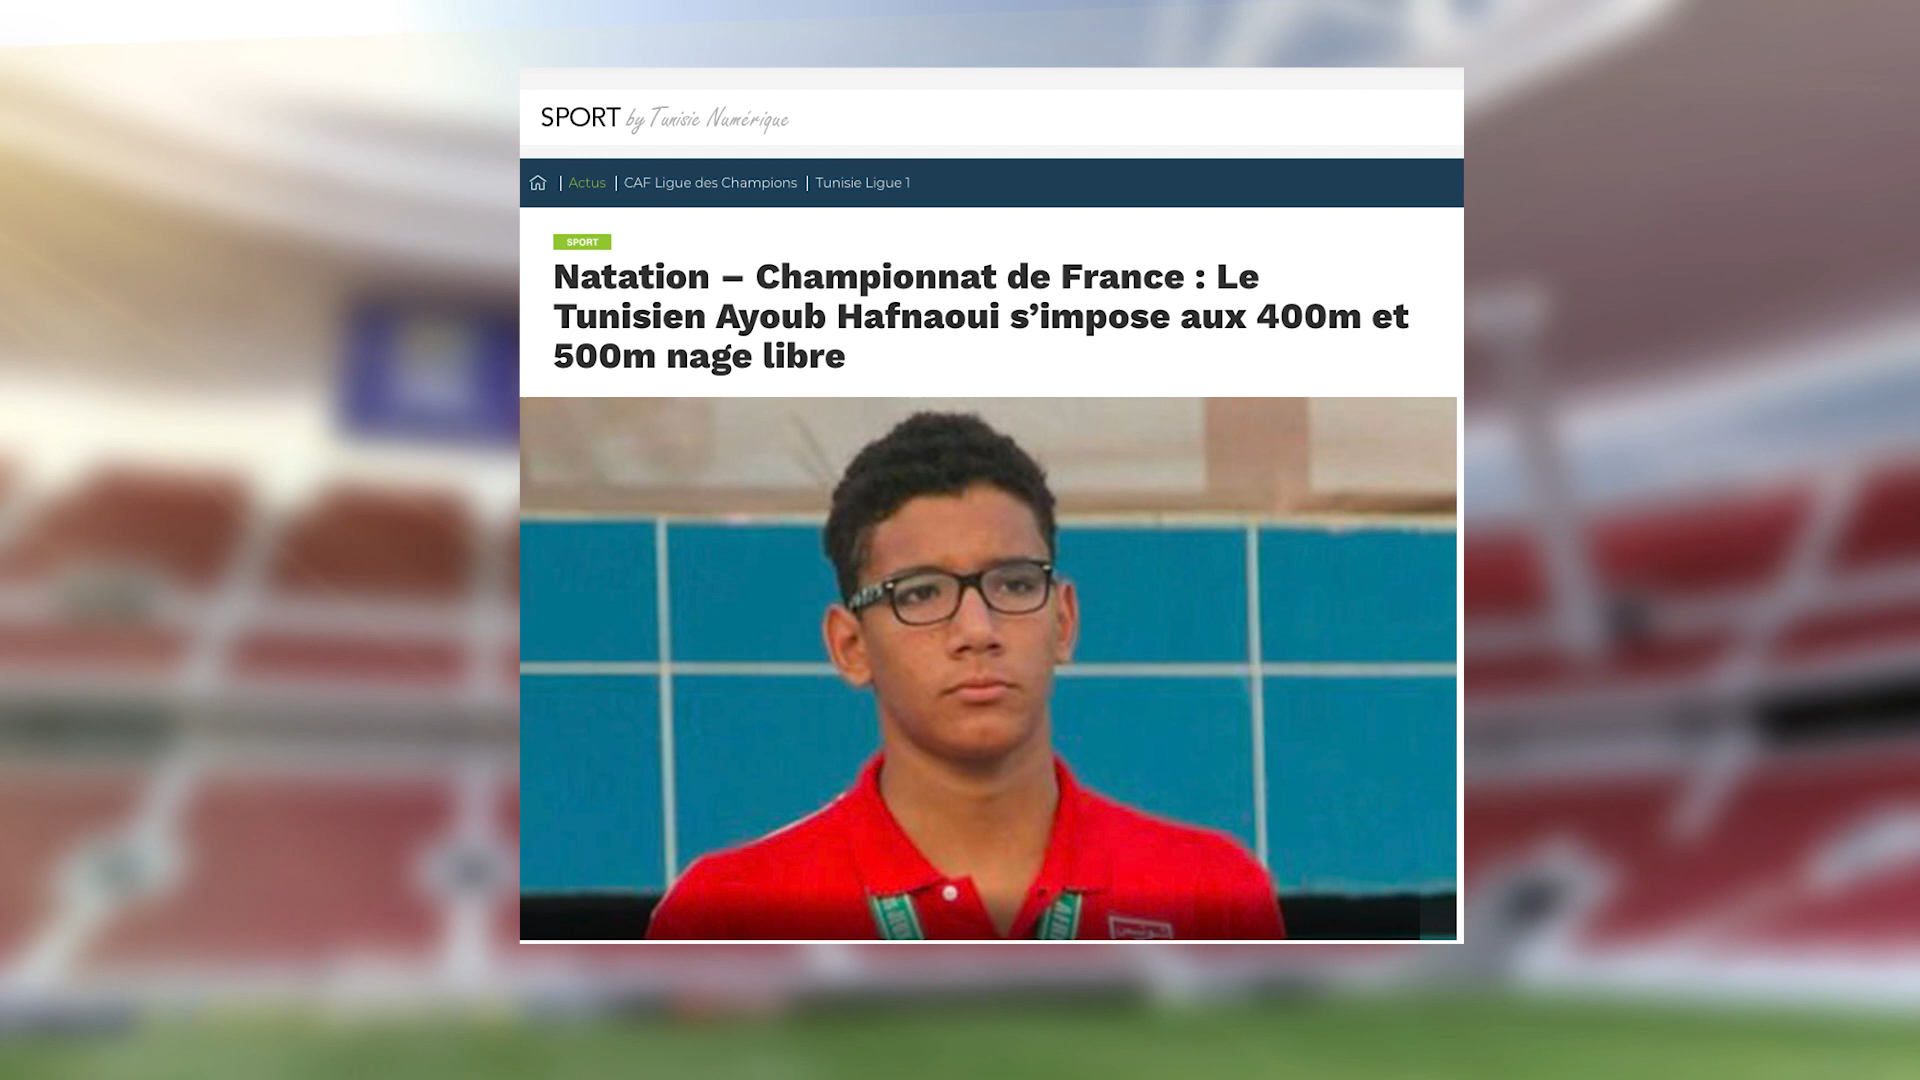 SPORT by Tunisie Numérique
Actus CAF Ligue des Champions Tunisie Ligue 1
SPORT
Natation – Championnat de France : Le
Tunisien Ayoub Hafnaoui s’impose aux 400m et
500m nage libre
تونس